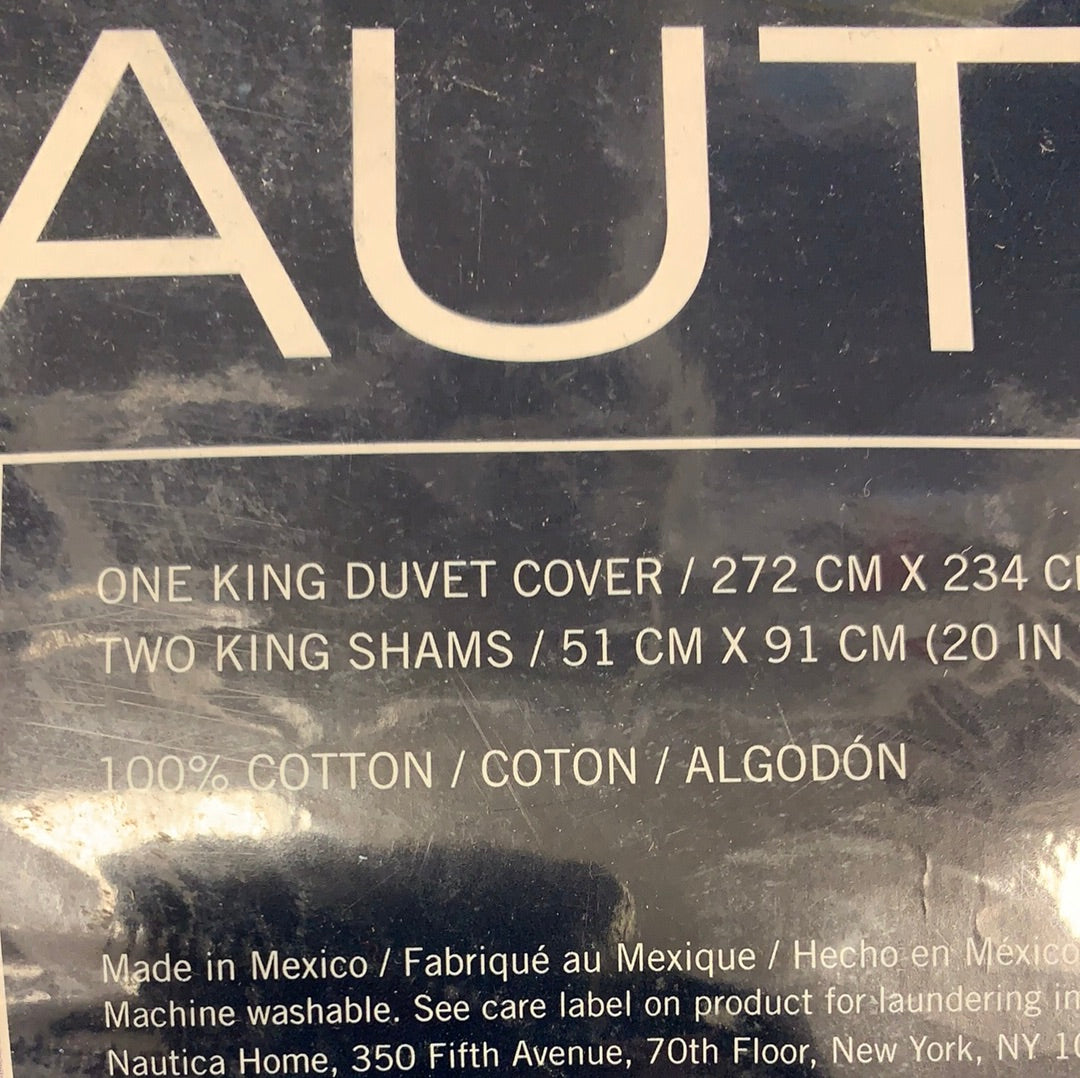 AUT
ONE KING DUVET COVER / 272 CM X 234 C
TWO KING SHAMS / 51 CM X 91 CM (20 IN
100% COTTON / COTON / ALGODÓN
Made in Mexico / Fabriqué au Mexique / Hecho en México
Machine washable. See care label on product for laundering in
Nautica Home, 350 Fifth Avenue, 70th Floor, New York, NY 10